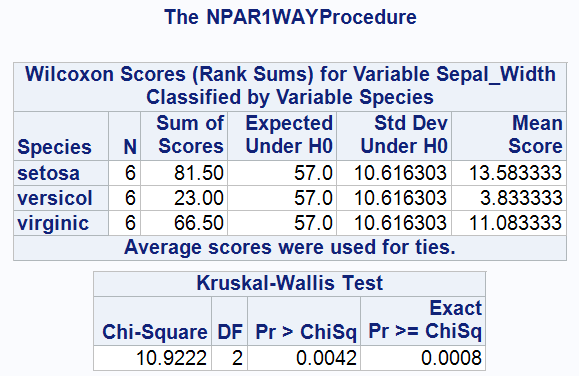 The NPAR1WAYProcedure
Wilcoxon Scores (Rank Sums) for Variable Sepal_Width
Classified by Variable Species
Species N Sum of Scores Expected Under H0 Std Dev Under H0 Mean Score
setosa 6 81.50 57.0 10.616303 13.583333
versicol 6 23.00 57.0 10.616303 3.833333
virginic 6 66.50 57.0 10.616303 11.083333
Average scores were used for ties.
Kruskal-Wallis Test
Chi-Square DF Pr > ChiSq Exact Pr >= ChiSq
10.9222 2 0.0042 0.0008